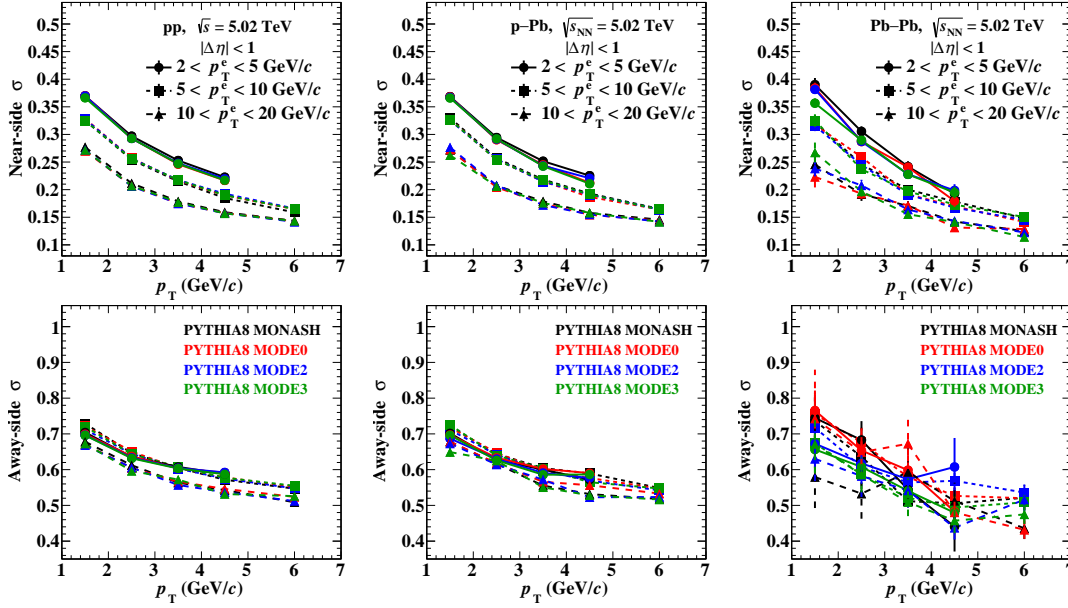 pp, √s = 5.02 TeV
|Δη| < 1
2 < p_T^e < 5 GeV/c
5 < p_T^e < 10 GeV/c
10 < p_T^e < 20 GeV/c
Near-side σ
0.5
0.45
0.4
0.35
0.3
0.25
0.2
0.15
0.1
1 2 3 4 5 6 7
p_T (GeV/c)
p–Pb, √s_NN = 5.02 TeV
|Δη| < 1
2 < p_T^e < 5 GeV/c
5 < p_T^e < 10 GeV/c
10 < p_T^e < 20 GeV/c
Near-side σ
0.5
0.45
0.4
0.35
0.3
0.25
0.2
0.15
0.1
1 2 3 4 5 6 7
p_T (GeV/c)
Pb–Pb, √s_NN = 5.02 TeV
|Δη| < 1
2 < p_T^e < 5 GeV/c
5 < p_T^e < 10 GeV/c
10 < p_T^e < 20 GeV/c
Near-side σ
0.5
0.45
0.4
0.35
0.3
0.25
0.2
0.15
0.1
1 2 3 4 5 6 7
p_T (GeV/c)
PYTHIA8 MONASH
PYTHIA8 MODE0
PYTHIA8 MODE2
PYTHIA8 MODE3
Away-side σ
1
0.9
0.8
0.7
0.6
0.5
0.4
1 2 3 4 5 6 7
p_T (GeV/c)
PYTHIA8 MONASH
PYTHIA8 MODE0
PYTHIA8 MODE2
PYTHIA8 MODE3
Away-side σ
1
0.9
0.8
0.7
0.6
0.5
0.4
1 2 3 4 5 6 7
p_T (GeV/c)
PYTHIA8 MONASH
PYTHIA8 MODE0
PYTHIA8 MODE2
PYTHIA8 MODE3
Away-side σ
1
0.9
0.8
0.7
0.6
0.5
0.4
1 2 3 4 5 6 7
p_T (GeV/c)